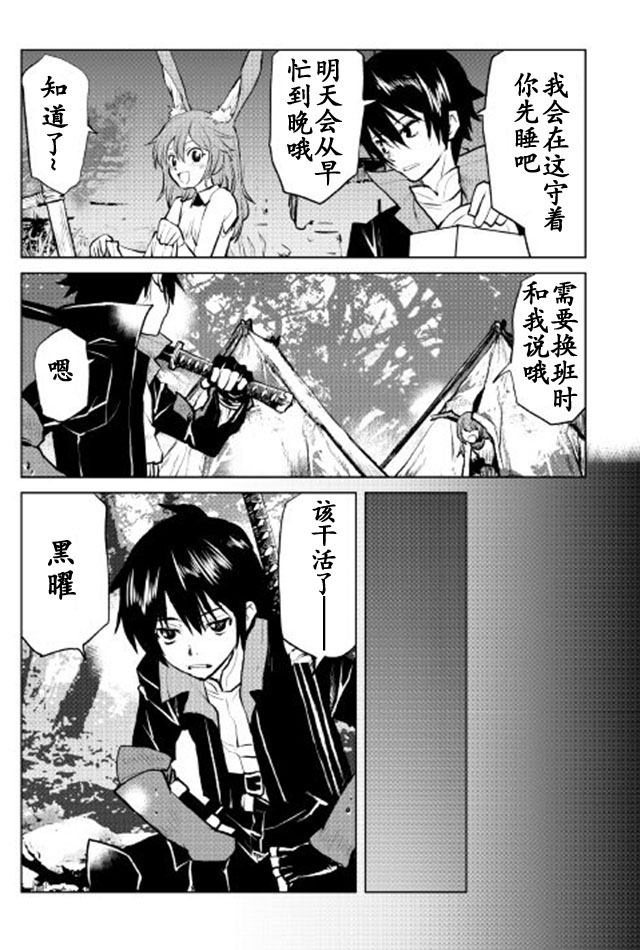 我会在这守着
你先睡吧
明天会从早
忙到晚哦
知道了~
需要换班时
和我说哦
嗯
该干活了——
黑曜